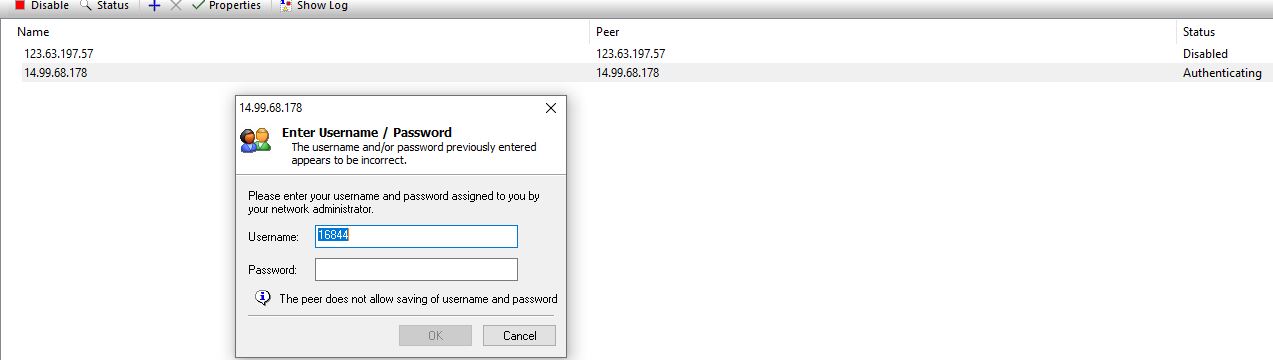 Disable Status Properties Show Log
Name Peer Status
123.63.197.57 123.63.197.57 Disabled
14.99.68.178 14.99.68.178 Authenticating
14.99.68.178
Enter Username / Password
The username and/or password previously entered
appears to be incorrect.
Please enter your username and password assigned to you by
your network administrator.
Username: 16844
Password:
The peer does not allow saving of username and password
OK Cancel